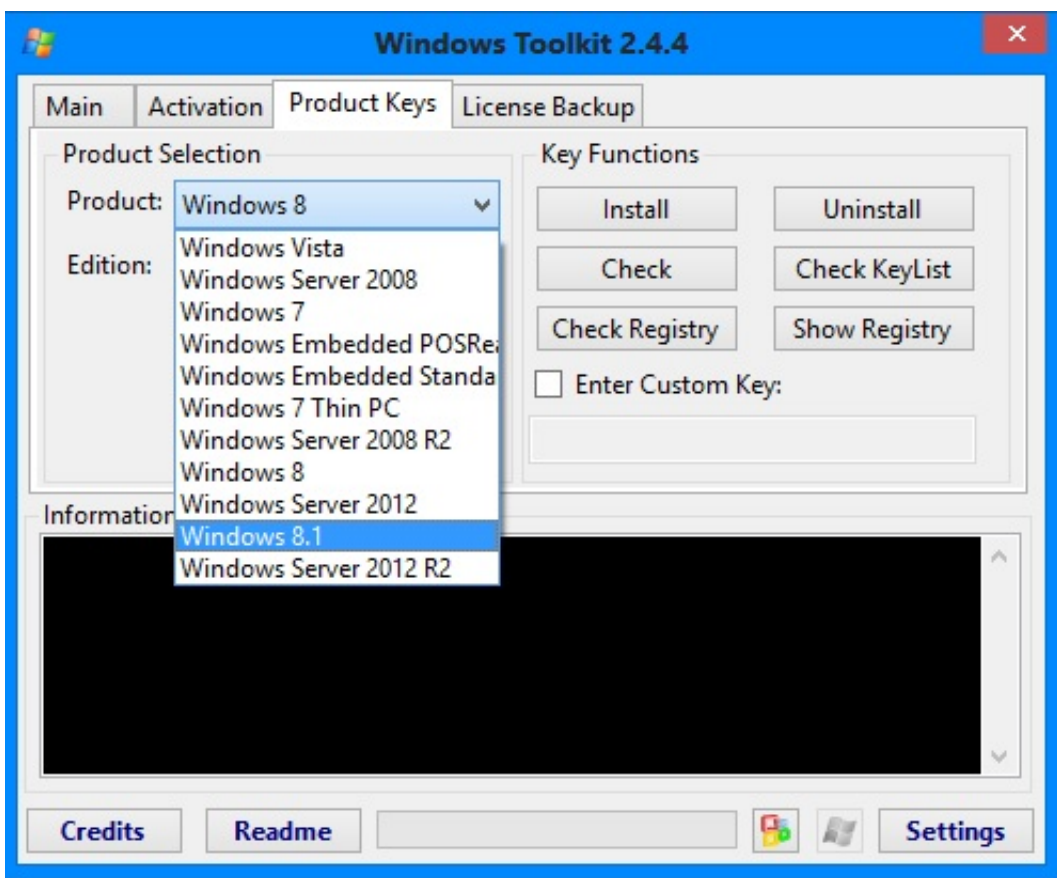 Windows Toolkit 2.4.4
Main Activation Product Keys License Backup
Product Selection
Product: Windows 8
Windows Vista
Windows Server 2008
Windows 7
Windows Embedded POSRea
Windows Embedded Standa
Windows 7 Thin PC
Windows Server 2008 R2
Windows 8
Windows Server 2012
Windows 8.1
Windows Server 2012 R2
Edition:
Key Functions
Install Uninstall
Check Check KeyList
Check Registry Show Registry
Enter Custom Key:
Information
Credits Readme Settings